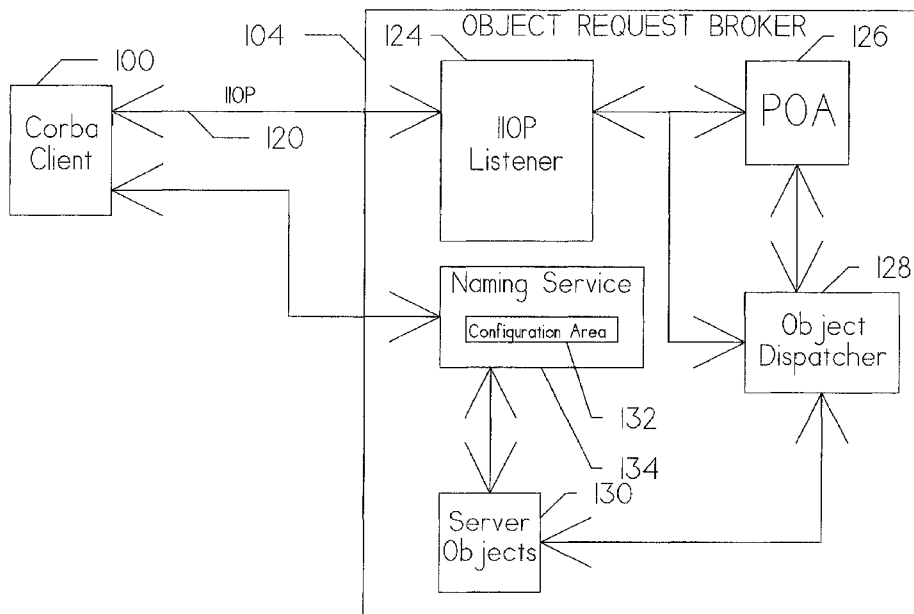 OBJECT REQUEST BROKER
100
104
124
126
IIOP
120
Corba
Client
IIOP
Listener
POA
128
Naming Service
Configuration Area
Object
Dispatcher
132
134
130
Server
Objects